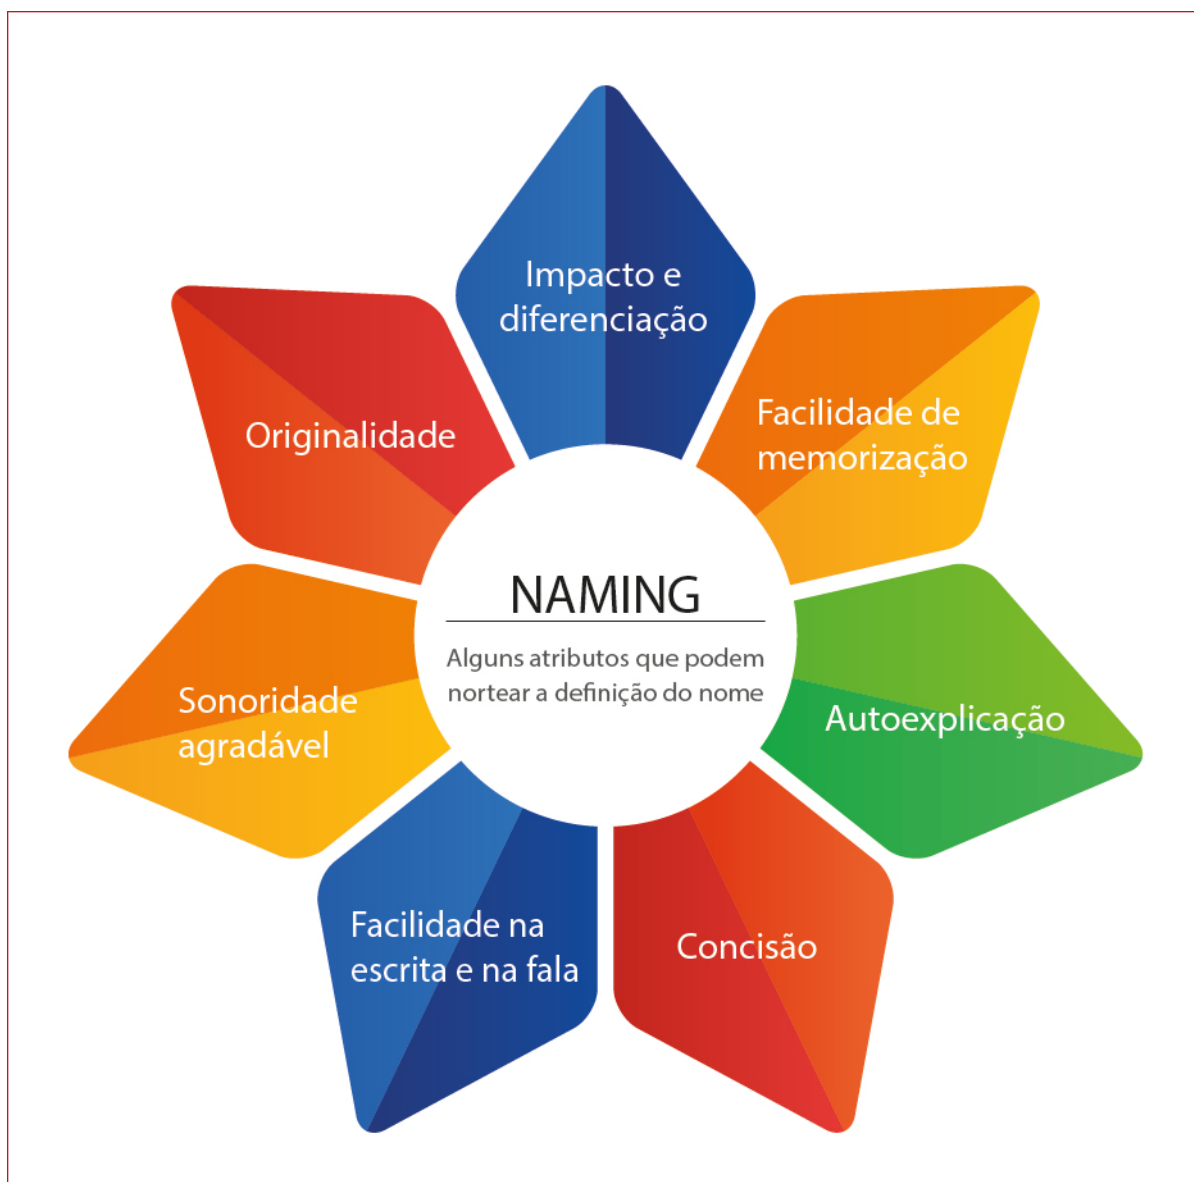 NAMING
Alguns atributos que podem
nortear a definição do nome
Impacto e
diferenciação
Facilidade de
memorização
Autoexplicação
Concisão
Facilidade na
escrita e na fala
Sonoridade
agradável
Originalidade